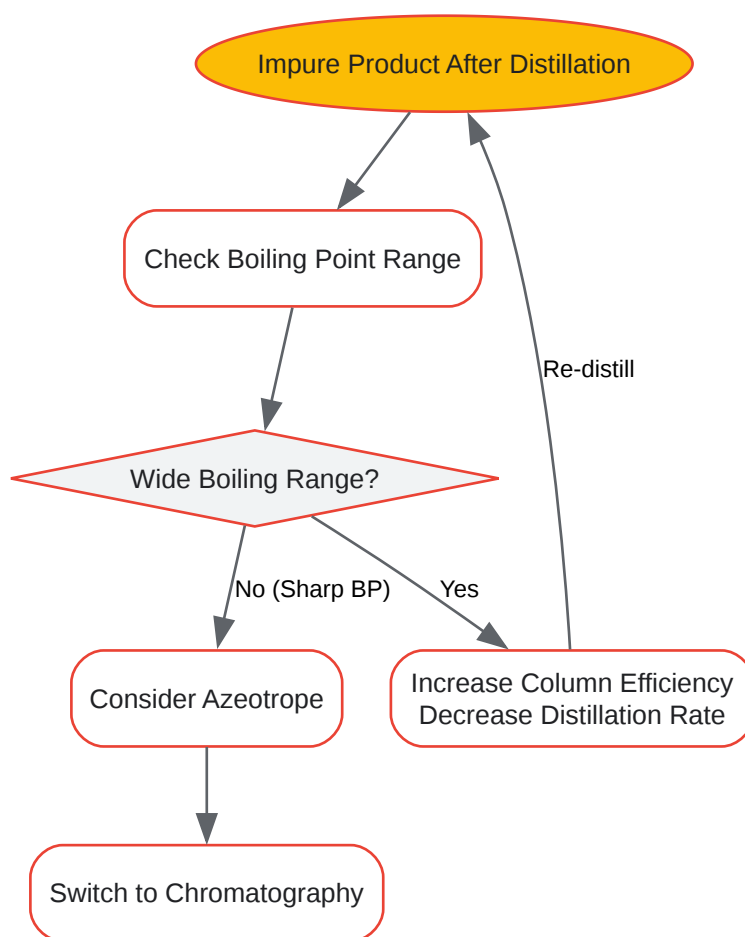 Impure Product After Distillation
Check Boiling Point Range
Re-distill
Wide Boiling Range?
No (Sharp BP)
Yes
Consider Azeotrope
Increase Column Efficiency
Decrease Distillation Rate
Switch to Chromatography